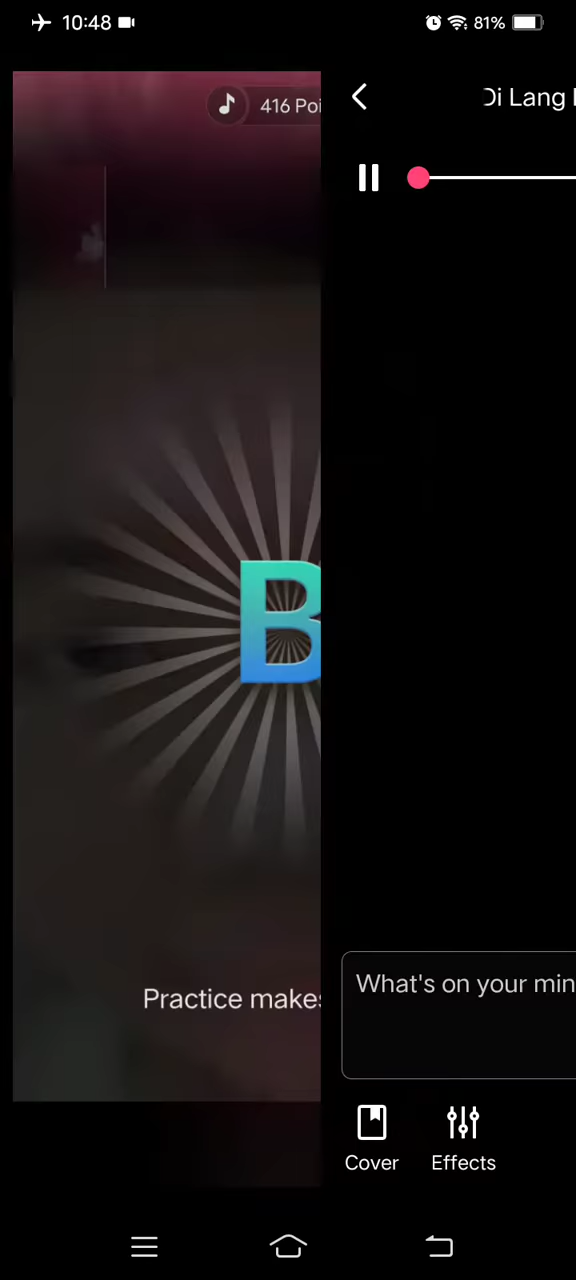 10:48
81%
416 Poi
Di Lang
B
Practice makes
What's on your min
Cover
Effects